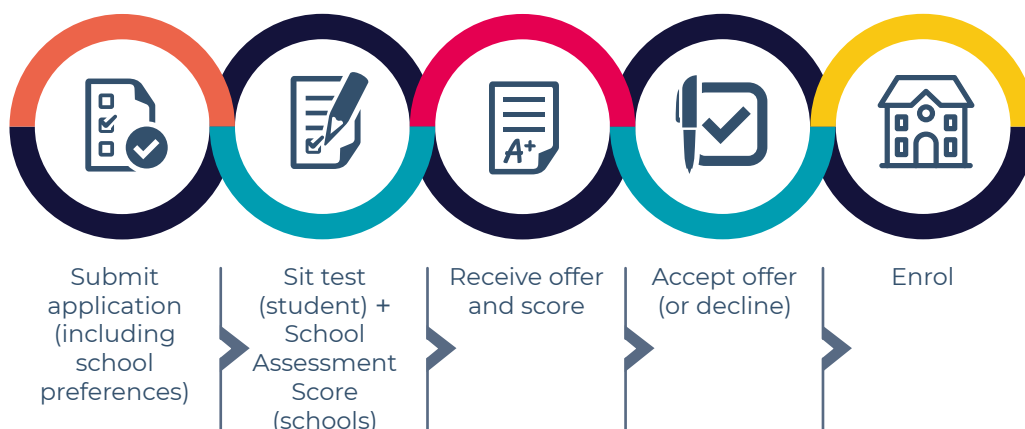 A+
Submit
application
(including
school
preferences)
Sit test
(student) +
School
Assessment
Score
(schools)
Receive offer
and score
Accept offer
(or decline)
Enrol